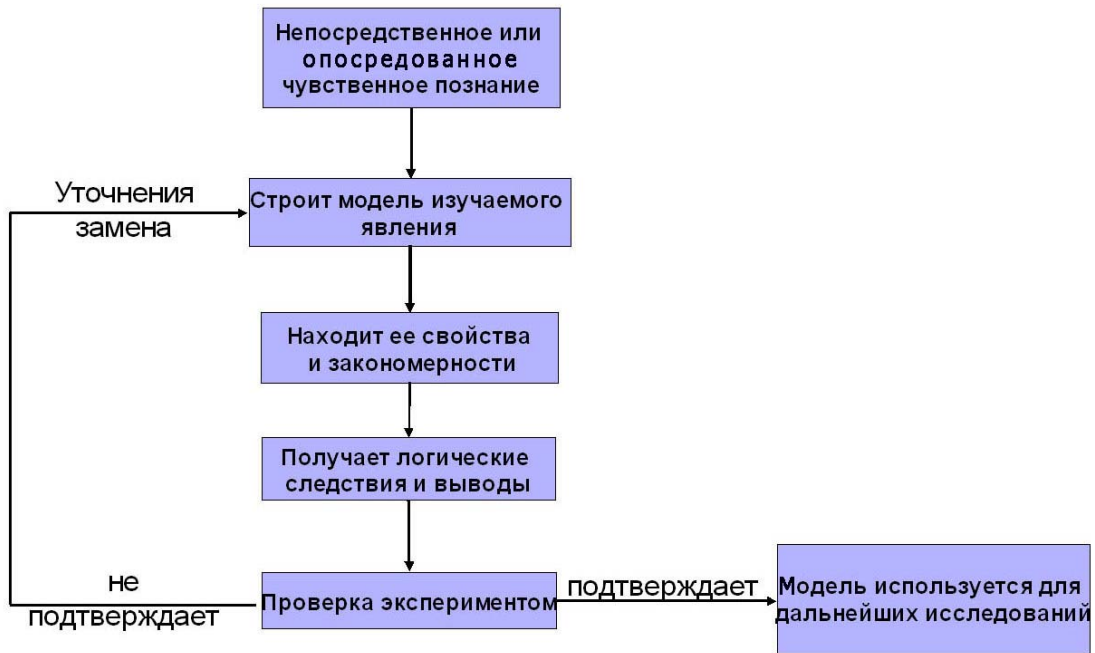 Непосредственное или
опосредованное
чувственное познание
Уточнения
замена
Строит модель изучаемого
явления
Находит ее свойства
и закономерности
Получает логические
следствия и выводы
не
подтверждает
Проверка экспериментом
подтверждает
Модель используется для
дальнейших исследований